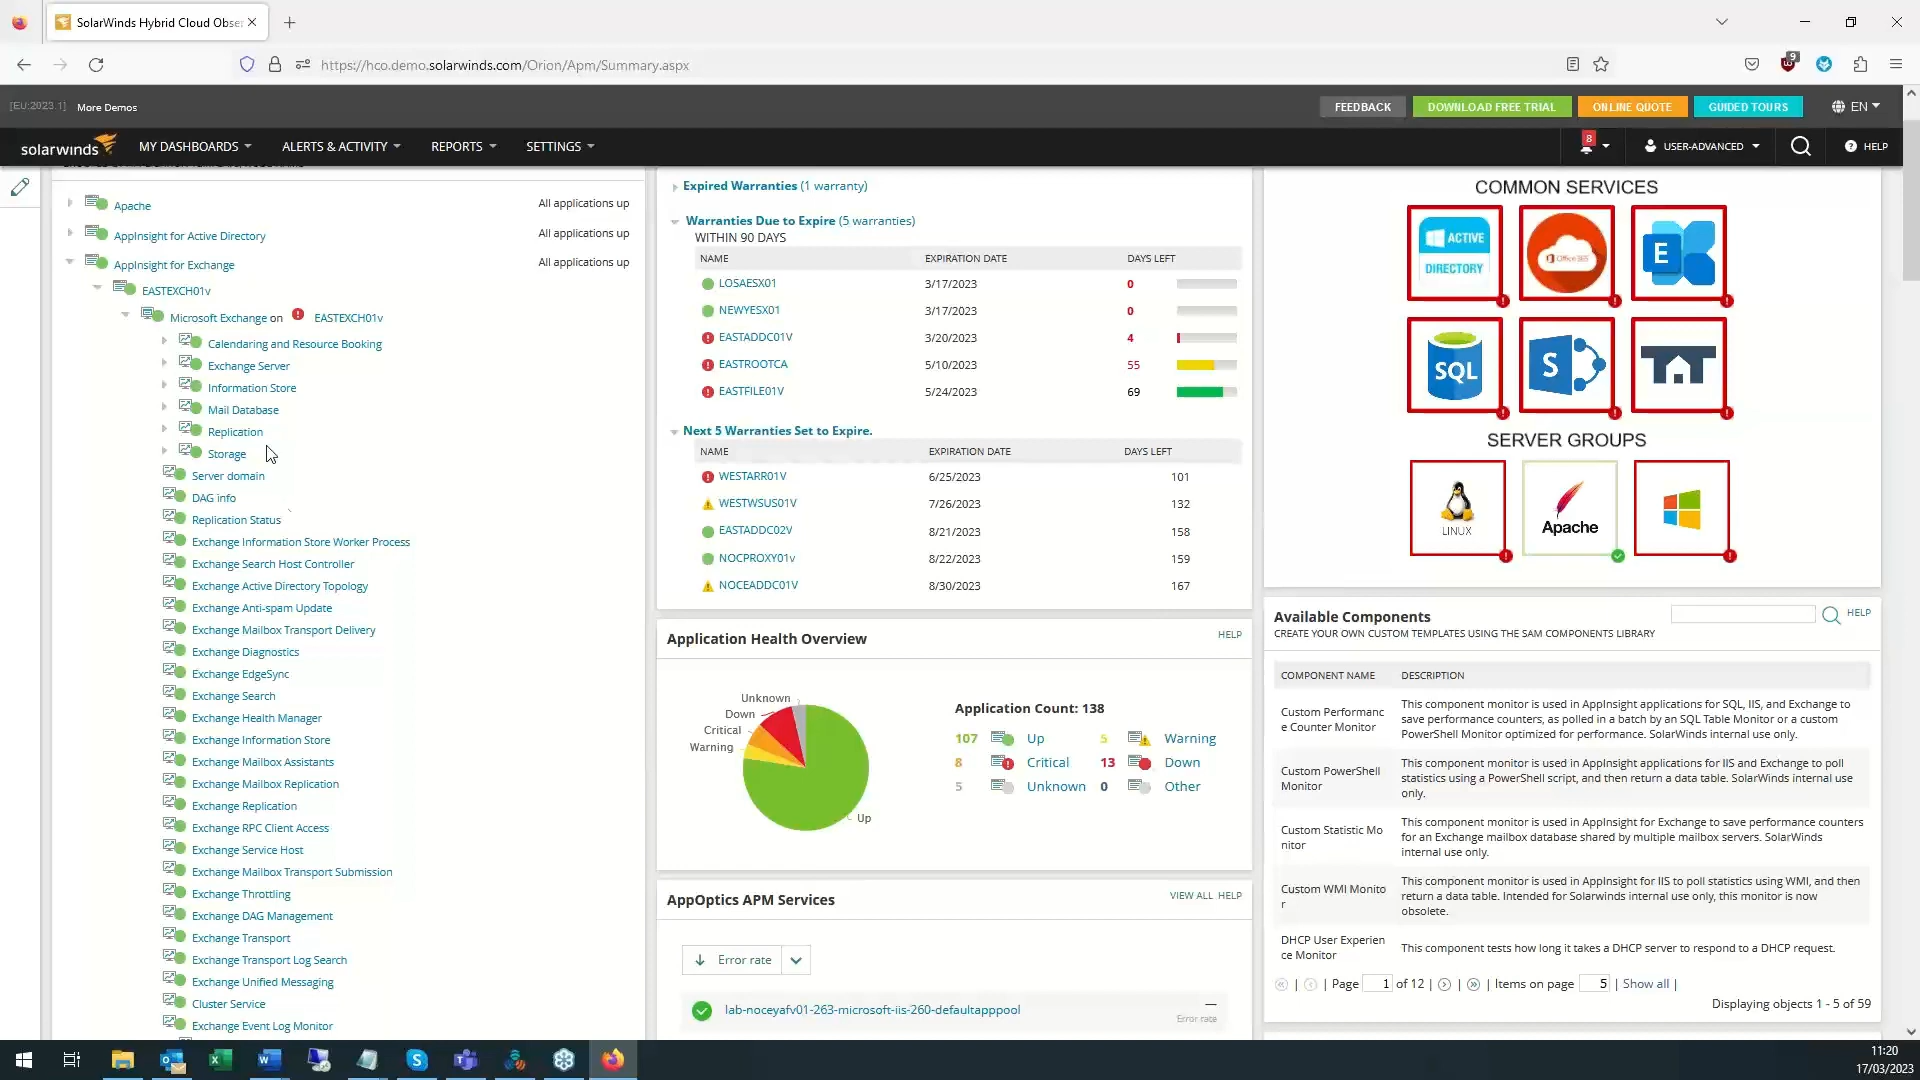 SolarWinds Hybrid Cloud Obse
https://hco.demo.solarwinds.com/Orion/Apm/Summary.aspx
9
[EU:2023.1] More Demos
FEEDBACK
DOWNLOAD FREE TRIAL
ONLINE QUOTE
GUIDED TOURS
EN
solarwinds
MY DASHBOARDS
ALERTS & ACTIVITY
REPORTS
SETTINGS
8
USER-ADVANCED
HELP
Apache All applications up
AppInsight for Active Directory All applications up
AppInsight for Exchange All applications up
EASTEXCH01v
Microsoft Exchange on EASTEXCH01v
Calendaring and Resource Booking
Exchange Server
Information Store
Mail Database
Replication
Storage
Server domain
DAG info
Replication Status
Exchange Information Store Worker Process
Exchange Search Host Controller
Exchange Active Directory Topology
Exchange Anti-spam Update
Exchange Mailbox Transport Delivery
Exchange Diagnostics
Exchange EdgeSync
Exchange Search
Exchange Health Manager
Exchange Information Store
Exchange Mailbox Assistants
Exchange Mailbox Replication
Exchange Replication
Exchange RPC Client Access
Exchange Service Host
Exchange Mailbox Transport Submission
Exchange Throttling
Exchange DAG Management
Exchange Transport
Exchange Transport Log Search
Exchange Unified Messaging
Cluster Service
Exchange Event Log Monitor
Expired Warranties (1 warranty)
Warranties Due to Expire (5 warranties)
WITHIN 90 DAYS
NAME EXPIRATION DATE DAYS LEFT
LOSAESX01 3/17/2023 0
NEWYESX01 3/17/2023 0
EASTADDC01V 3/20/2023 4
EASTROOTCA 5/10/2023 55
EASTFILE01V 5/24/2023 69
Next 5 Warranties Set to Expire.
NAME EXPIRATION DATE DAYS LEFT
WESTARR01V 6/25/2023 101
WESTWSUS01V 7/26/2023 132
EASTADDC02V 8/21/2023 158
NOCPROXY01v 8/22/2023 159
NOCEADDC01V 8/30/2023 167
Application Health Overview HELP
Unknown
Down
Critical
Warning
Up
Application Count: 138
107 Up 5 Warning
8 Critical 13 Down
5 Unknown 0 Other
AppOptics APM Services VIEW ALL HELP
Error rate
lab-noceyafv01-263-microsoft-iis-260-defaultapppool
Error rate
COMMON SERVICES
ACTIVE
DIRECTORY
Office 365
E
SQL
S
SERVER GROUPS
LINUX
Apache
Available Components HELP
CREATE YOUR OWN CUSTOM TEMPLATES USING THE SAM COMPONENTS LIBRARY
COMPONENT NAME DESCRIPTION
Custom Performanc
e Counter Monitor
This component monitor is used in AppInsight applications for SQL, IIS, and Exchange to
save performance counters, as polled in a batch by an SQL Table Monitor or a custom
PowerShell Monitor optimized for performance. SolarWinds internal use only.
Custom PowerShell
Monitor
This component monitor is used in AppInsight applications for IIS and Exchange to poll
statistics using a PowerShell script, and then return a data table. SolarWinds internal use
only.
Custom Statistic Mo
nitor
This component monitor is used in AppInsight for Exchange to save performance counters
for an Exchange mailbox database shared by multiple mailbox servers. SolarWinds
internal use only.
Custom WMI Monito
r
This component monitor is used in AppInsight for IIS to poll statistics using WMI, and then
return a data table. Intended for Solarwinds internal use only, this monitor is now
obsolete.
DHCP User Experien
ce Monitor
This component tests how long it takes a DHCP server to respond to a DHCP request.
| | Page 1 of 12 | | Items on page 5 | Show all |
Displaying objects 1 - 5 of 59
11:20
17/03/2023